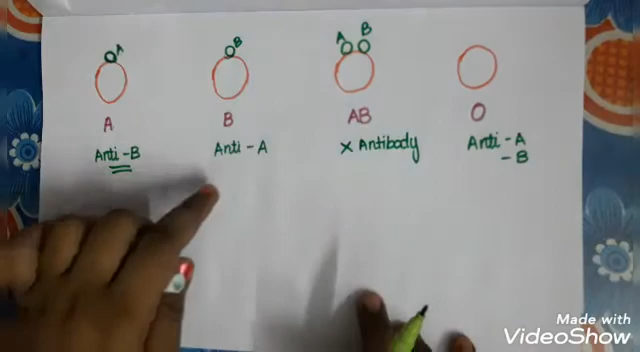 A B A B
A B AB O
Anti-B Anti-A X Antibody Anti-A
-B
Made with
VideoShow